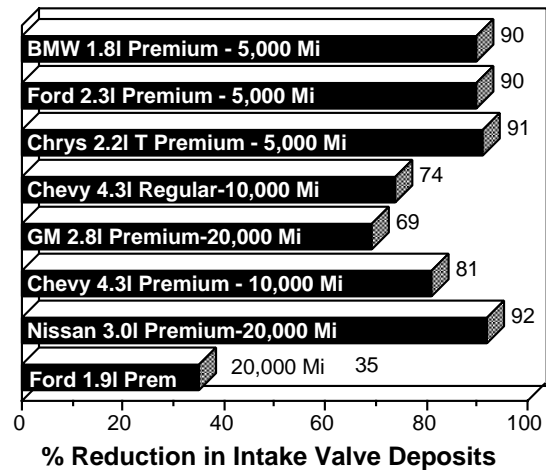 BMW 1.8l Premium - 5,000 Mi 90
Ford 2.3l Premium - 5,000 Mi 90
Chrys 2.2l T Premium - 5,000 Mi 91
Chevy 4.3l Regular-10,000 Mi 74
GM 2.8l Premium-20,000 Mi 69
Chevy 4.3l Premium - 10,000 Mi 81
Nissan 3.0l Premium-20,000 Mi 92
Ford 1.9l Prem 20,000 Mi 35
0 20 40 60 80 100
% Reduction in Intake Valve Deposits